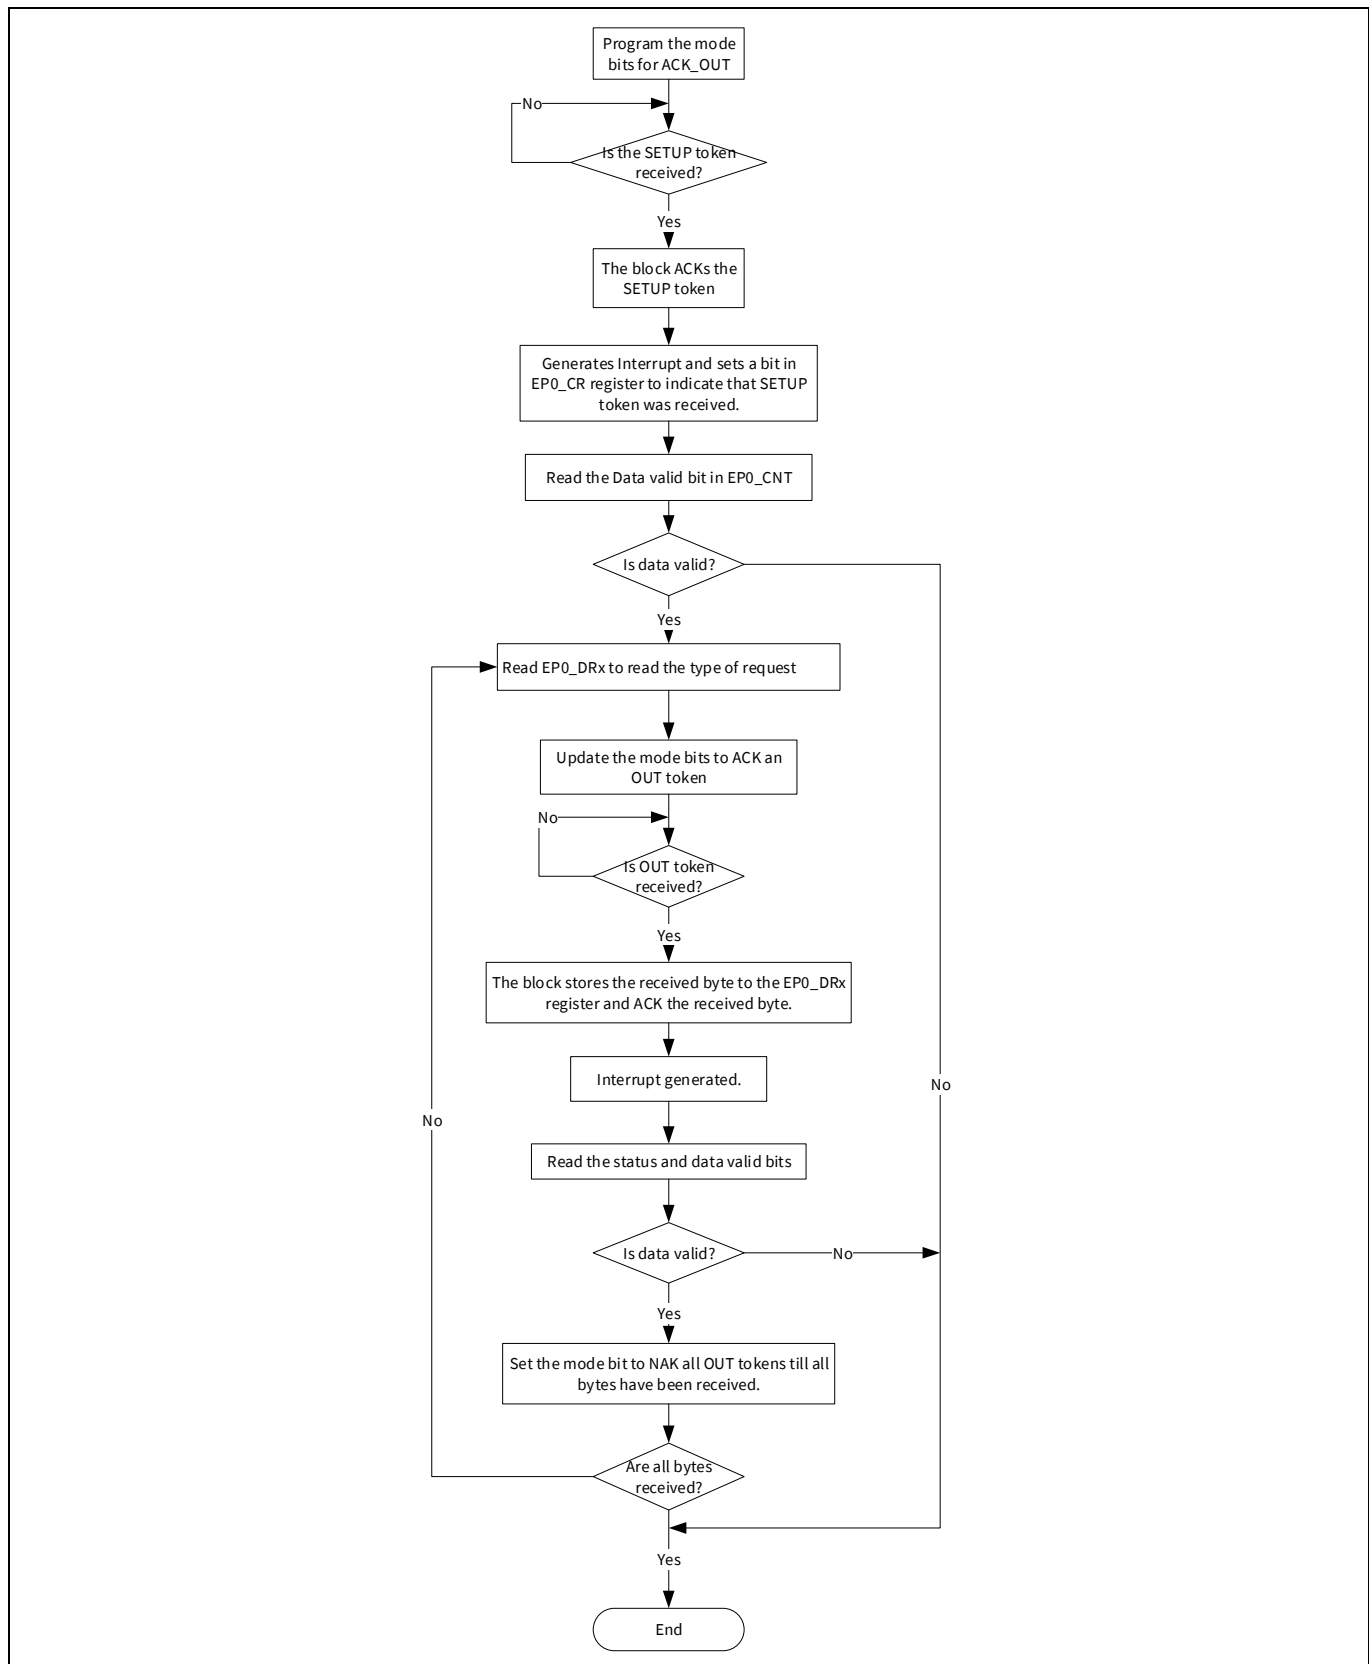 Program the mode
bits for ACK_OUT
No
Is the SETUP token
received?
Yes
The block ACKs the
SETUP token
Generates Interrupt and sets a bit in
EP0_CR register to indicate that SETUP
token was received.
Read the Data valid bit in EP0_CNT
Is data valid?
Yes
Read EP0_DRx to read the type of request
Update the mode bits to ACK an
OUT token
No
Is OUT token
received?
Yes
The block stores the received byte to the EP0_DRx
register and ACK the received byte.
Interrupt generated.
No
No
Read the status and data valid bits
Is data valid?
No
Yes
Set the mode bit to NAK all OUT tokens till all
bytes have been received.
Are all bytes
received?
Yes
End